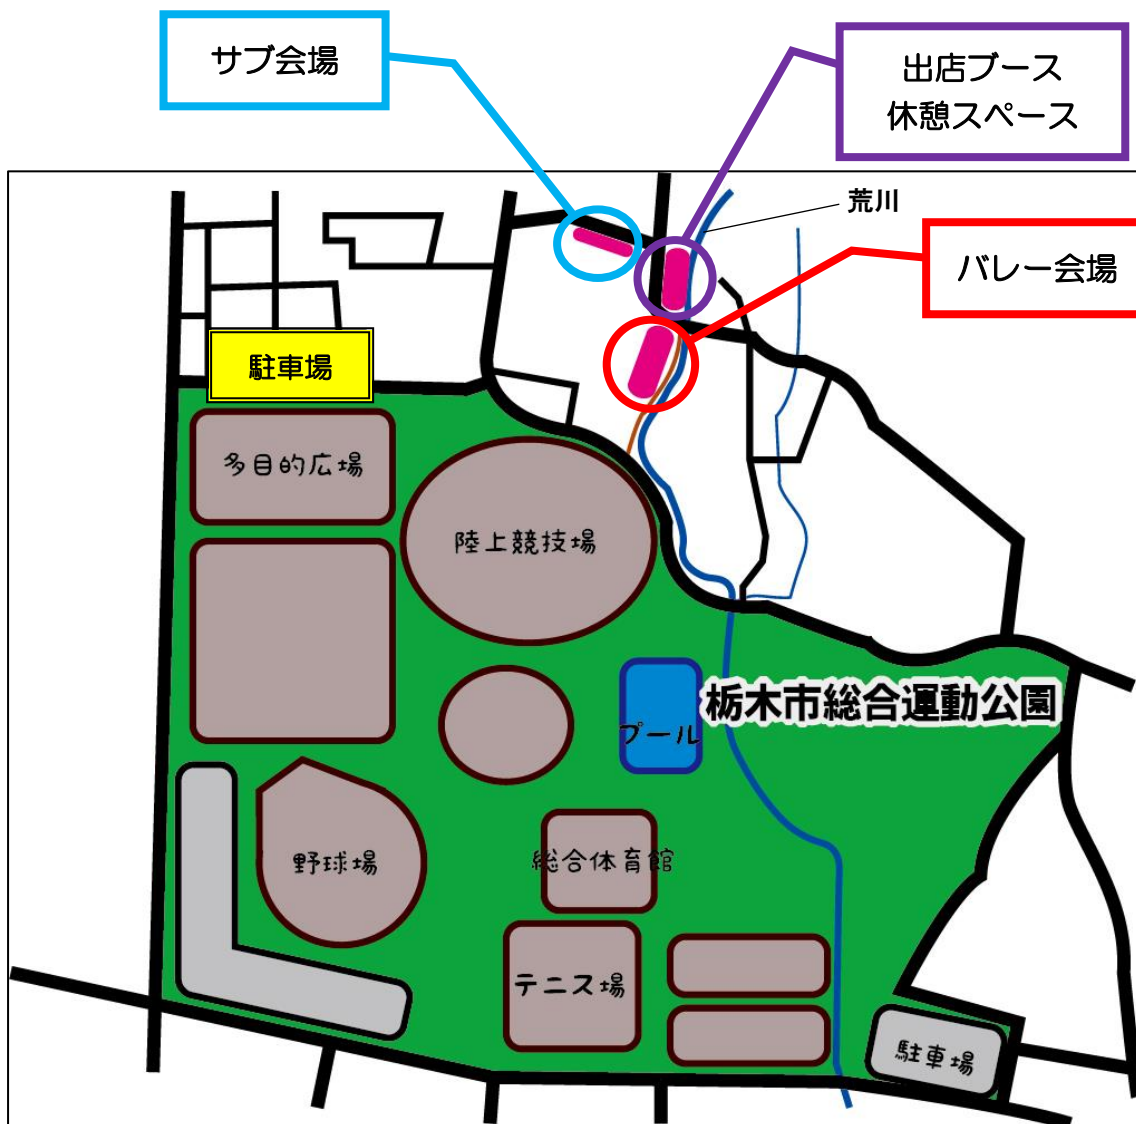 サブ会場
出店ブース
休憩スペース
荒川
バレー会場
駐車場
多目的広場
陸上競技場
栃木市総合運動公園
プール
野球場
総合体育館
テニス場
駐車場